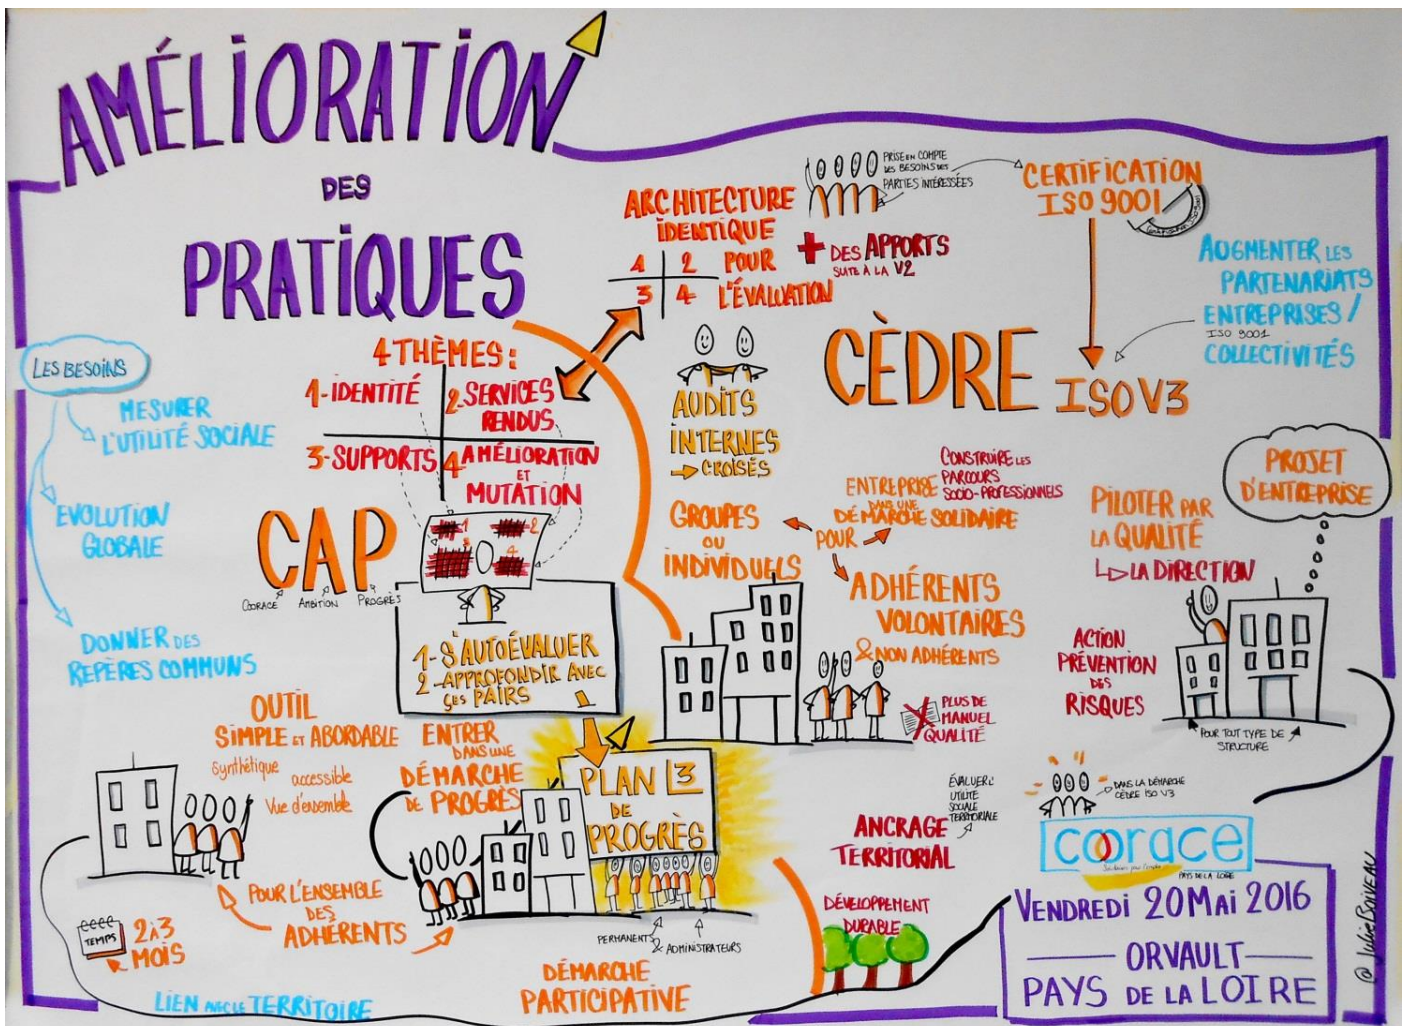 AMÉLIORATION
DES
PRATIQUES
LES BESOINS
MESURER
L'UTILITÉ SOCIALE
EVOLUTION
GLOBALE
DONNER DES
REPÈRES COMMUNS
4 THÈMES :
1-IDENTITÉ
2-SERVICES
RENDUS
3-SUPPORTS
4 AMÉLIORATION
ET
MUTATION
CAP
COORACE AMBITION PROGRÈS
1
2
3
4
1- S'AUTOÉVALUER
2-APPROFONDIR AVEC
SES PAIRS
OUTIL
SIMPLE ET ABORDABLE
Synthétique
accessible
Vue d'ensemble
ENTRER
DANS UNE
DÉMARCHE
DE PROGRÈS
PLAN
3
DE
PROGRÈS
POUR L'ENSEMBLE
DES
ADHÉRENTS
TEMPS
2 À 3
MOIS
LIEN AVEC LE TERRITOIRE
PERMANENTS
& ADMINISTRATEURS
DÉMARCHE
PARTICIPATIVE
ARCHITECTURE
IDENTIQUE
POUR
L'ÉVALUATION
1 2
3 4
PRISE EN COMPTE
DES BESOINS DES
PARTIES INTÉRESSÉES
+ DES APPORTS
SUITE À LA V2
CERTIFICATION
ISO 9001
AUGMENTER LES
PARTENARIATS
ENTREPRISES /
ISO 9001
COLLECTIVITÉS
CÈDRE ISO V3
AUDITS
INTERNES
→ CROISÉS
GROUPES
OU
INDIVIDUELS
POUR
ENTREPRISE
DANS UNE
DÉMARCHE SOLIDAIRE
CONSTRUIRE LES
PARCOURS
SOCIO-PROFESSIONNELS
ADHÉRENTS
VOLONTAIRES
& NON ADHÉRENTS
PLUS DE
MANUEL
QUALITÉ
PILOTER PAR
LA QUALITÉ
LA DIRECTION
PROJET
D'ENTREPRISE
ACTION
PRÉVENTION
DES
RISQUES
POUR TOUT TYPE DE
STRUCTURE
DANS LA DÉMARCHE
CÈDRE ISO V3
ÉVALUER L'
UTILITÉ
SOCIALE
TERRITORIALE
ANCRAGE
TERRITORIAL
DÉVELOPPEMENT
DURABLE
coorace
PAYS DE LA LOIRE
VENDREDI 20 MAI 2016
ORVAULT
PAYS DE LA LOIRE
@ Julie Boiveau